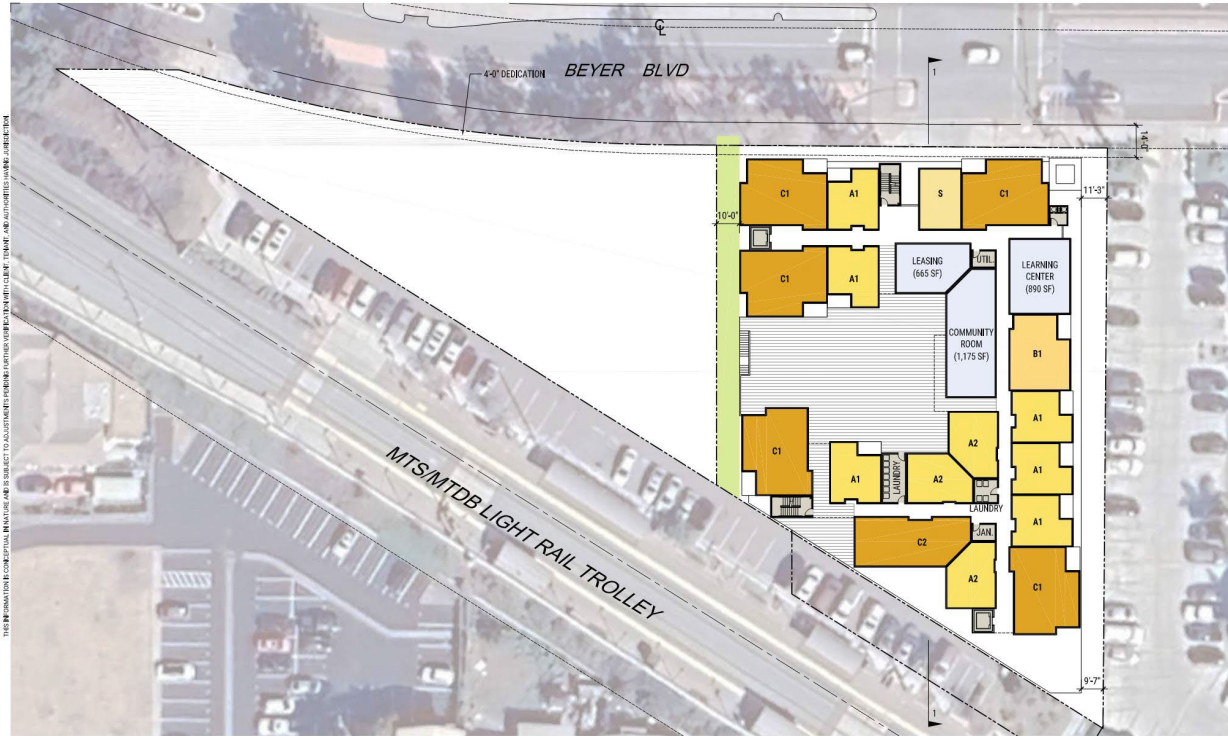 THIS INFORMATION IS CONCEPTUAL IN NATURE AND IS SUBJECT TO ADJUSTMENTS PENDING FURTHER VERIFICATION WITH CLIENT, TENANT, AND AUTHORITIES HAVING JURISDICTION.
CL
4'-0" DEDICATION
BEYER BLVD
1
14'-0"
10'-0"
C1
A1
S
C1
11'-3"
C1
A1
LEASING
(665 SF)
UTIL.
LEARNING
CENTER
(890 SF)
COMMUNITY
ROOM
(1,175 SF)
B1
A1
C1
A1
LAUNDRY
A2
A2
A1
LAUNDRY
A1
C2
JAN.
A2
C1
MTS/MTDB LIGHT RAIL TROLLEY
9'-7"
1